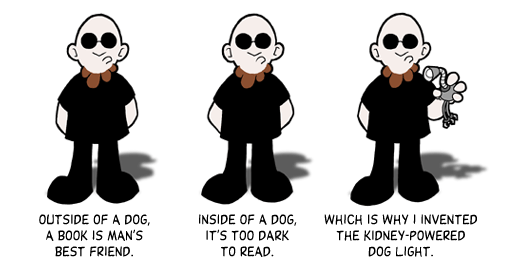 OUTSIDE OF A DOG,
A BOOK IS MAN'S
BEST FRIEND.
INSIDE OF A DOG,
IT'S TOO DARK
TO READ.
WHICH IS WHY I INVENTED
THE KIDNEY-POWERED
DOG LIGHT.